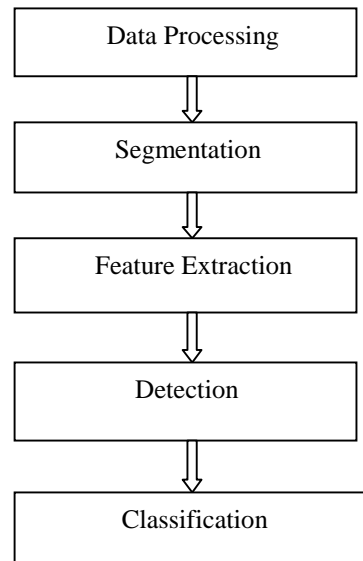 Data Processing
Segmentation
Feature Extraction
Detection
Classification